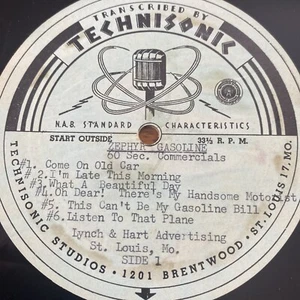 TRANSCRIBED BY
TECHNISONIC
N.A.B. STANDARD CHARACTERISTICS
START OUTSIDE 33⅓ R.P.M.
ZEPHYR GASOLINE
60 Sec. Commercials
#1. Come On Old Car
#2. I'm Late This Morning
#3. What A Beautiful Day
#4. Oh Dear! There's My Handsome Motorist
#5. This Can't Be My Gasoline Bill
#6. Listen To That Plane
Lynch & Hart Advertising
St. Louis, Mo.
SIDE 1
TECHNISONIC STUDIOS • 1201 BRENTWOOD • ST. LOUIS 17, MO.